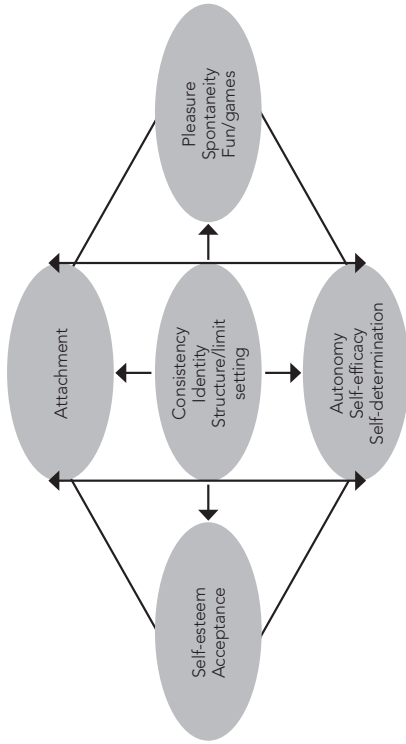 Attachment
Self-esteem
Acceptance
Consistency
Identity
Structure/limit
setting
Pleasure
Spontaneity
Fun/games
Autonomy
Self-efficacy
Self-determination